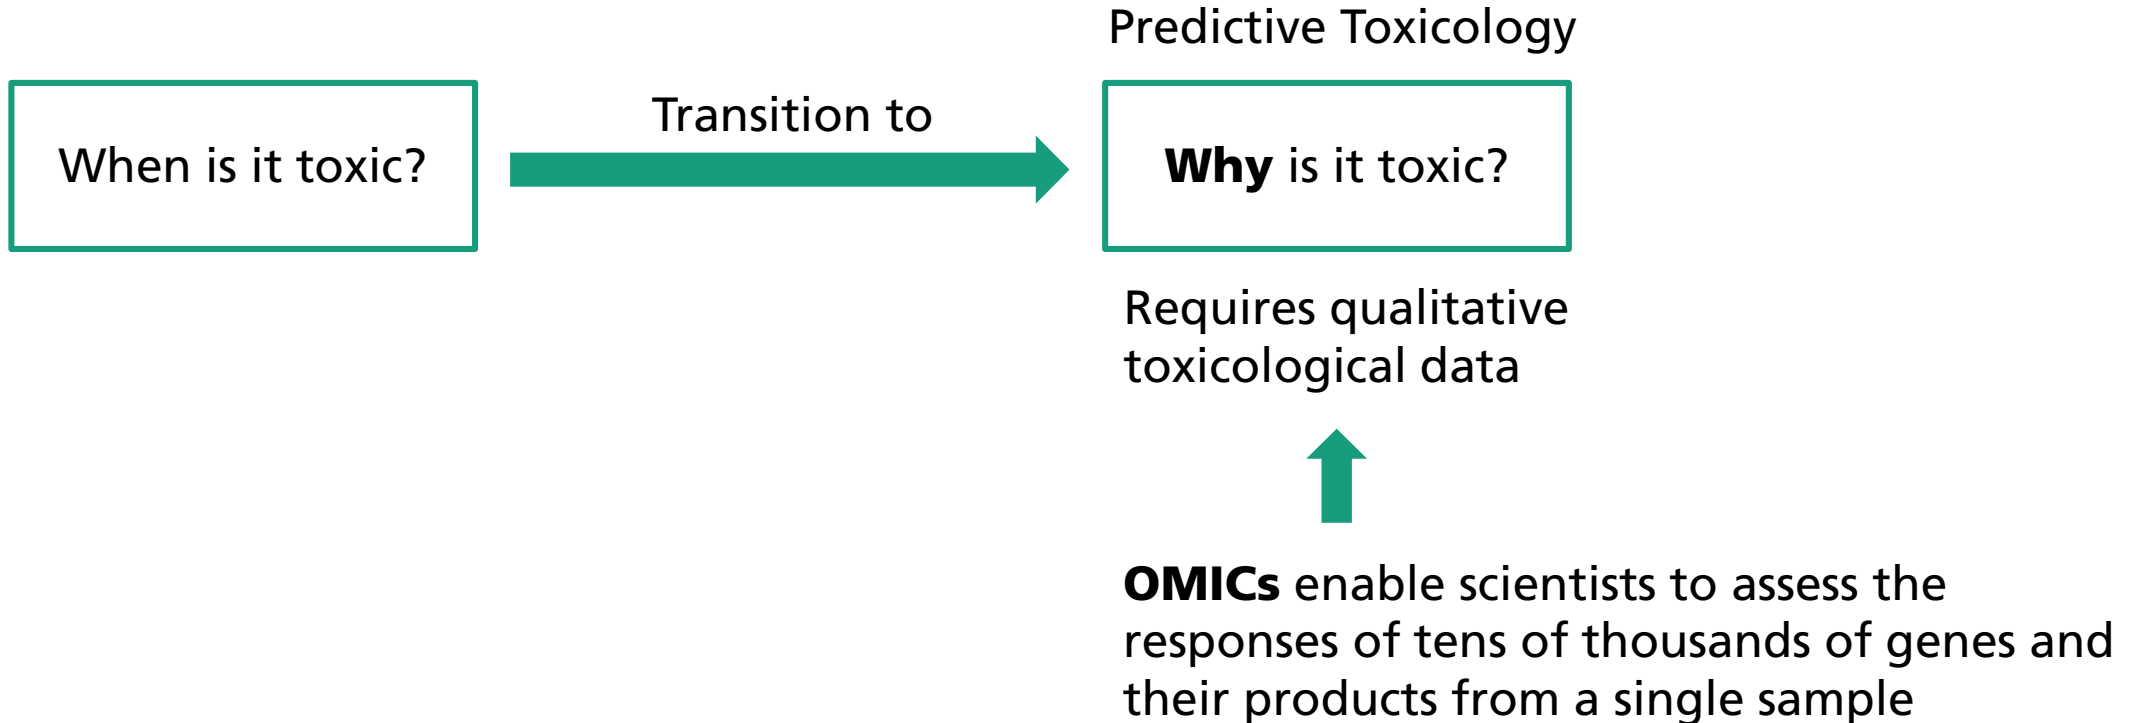 Predictive Toxicology
When is it toxic?
Transition to
Why is it toxic?
Requires qualitative
toxicological data
OMICs enable scientists to assess the
responses of tens of thousands of genes and
their products from a single sample